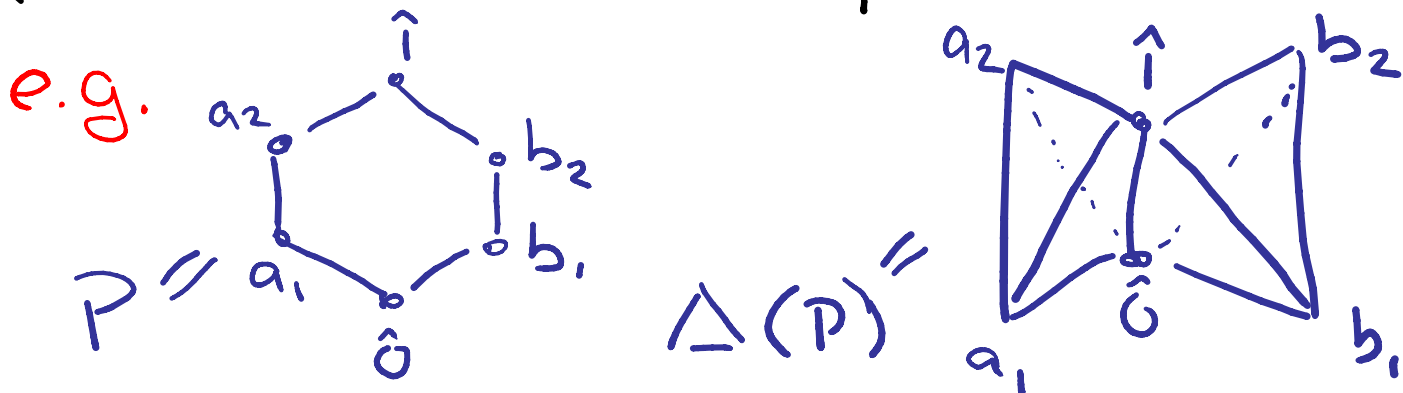 e.g.
P =
1̂
a2
b2
a1
b1
0̂
Δ(P) =
a2
1̂
b2
a1
0̂
b1